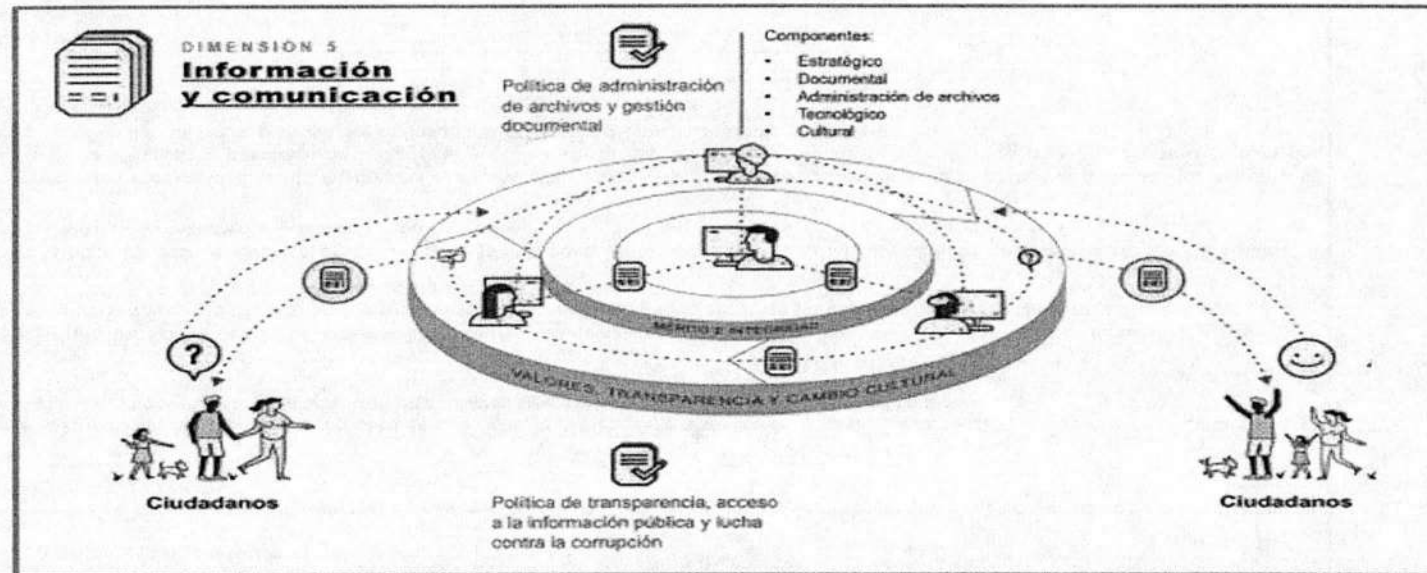 DIMENSIÓN 5
Información
y comunicación
Política de administración
de archivos y gestión
documental
Componentes:
• Estratégico
• Documental
• Administración de archivos
• Tecnológico
• Cultural
?
?
MÉRITO E INTEGRIDAD
VALORES, TRANSPARENCIA Y CAMBIO CULTURAL
Ciudadanos
Ciudadanos
Política de transparencia, acceso
a la información pública y lucha
contra la corrupción